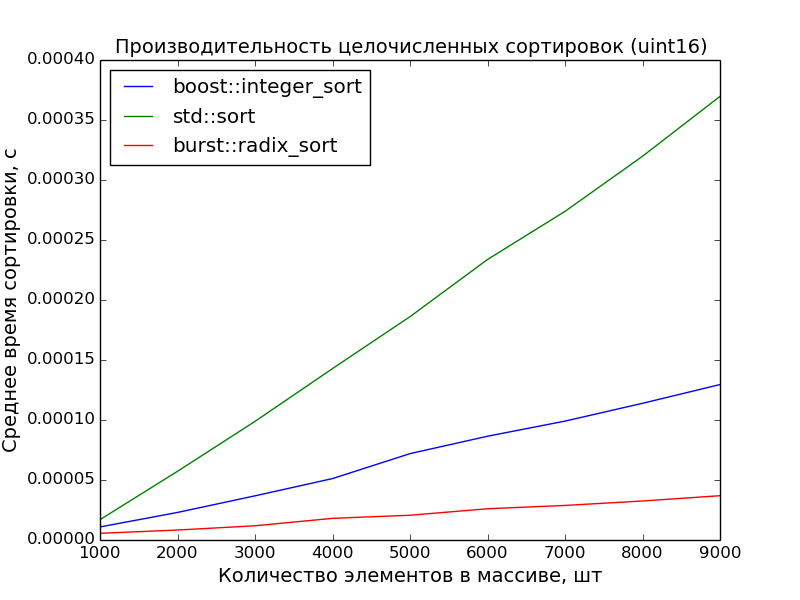 Производительность целочисленных сортировок (uint16)
0.00040
0.00035
0.00030
0.00025
0.00020
0.00015
0.00010
0.00005
0.00000
Среднее время сортировки, с
boost::integer_sort
std::sort
burst::radix_sort
1000 2000 3000 4000 5000 6000 7000 8000 9000
Количество элементов в массиве, шт